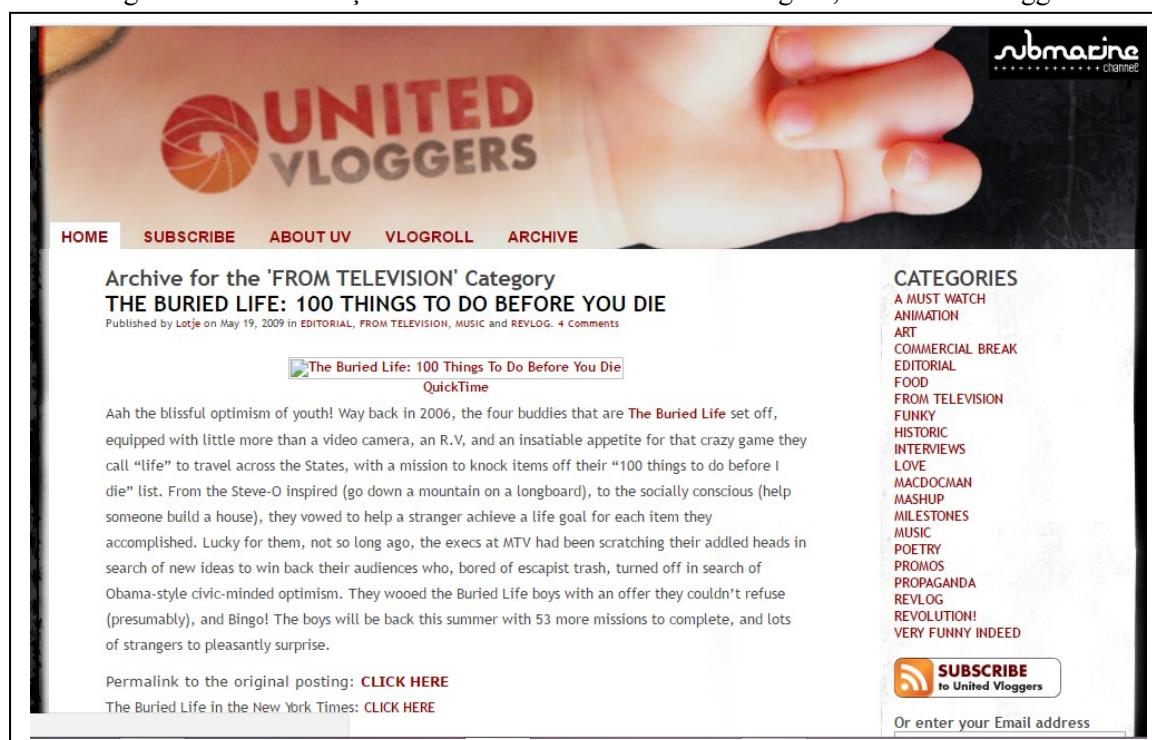 submarine
channel
UNITED
VLOGGERS
HOME SUBSCRIBE ABOUT UV VLOGROLL ARCHIVE
Archive for the 'FROM TELEVISION' Category
THE BURIED LIFE: 100 THINGS TO DO BEFORE YOU DIE
Published by Lotje on May 19, 2009 in EDITORIAL, FROM TELEVISION, MUSIC and REVLOG. 4 Comments
The Buried Life: 100 Things To Do Before You Die
QuickTime
Aah the blissful optimism of youth! Way back in 2006, the four buddies that are The Buried Life set off,
equipped with little more than a video camera, an R.V, and an insatiable appetite for that crazy game they
call “life” to travel across the States, with a mission to knock items off their “100 things to do before I
die” list. From the Steve-O inspired (go down a mountain on a longboard), to the socially conscious (help
someone build a house), they vowed to help a stranger achieve a life goal for each item they
accomplished. Lucky for them, not so long ago, the execs at MTV had been scratching their addled heads in
search of new ideas to win back their audiences who, bored of escapist trash, turned off in search of
Obama-style civic-minded optimism. They wooed the Buried Life boys with an offer they couldn’t refuse
(presumably), and Bingo! The boys will be back this summer with 53 more missions to complete, and lots
of strangers to pleasantly surprise.
Permalink to the original posting: CLICK HERE
The Buried Life in the New York Times: CLICK HERE
CATEGORIES
A MUST WATCH
ANIMATION
ART
COMMERCIAL BREAK
EDITORIAL
FOOD
FROM TELEVISION
FUNKY
HISTORIC
INTERVIEWS
LOVE
MACDOCMAN
MASHUP
MILESTONES
MUSIC
POETRY
PROMOS
PROPAGANDA
REVLOG
REVOLUTION!
VERY FUNNY INDEED
SUBSCRIBE
to United Vloggers
Or enter your Email address